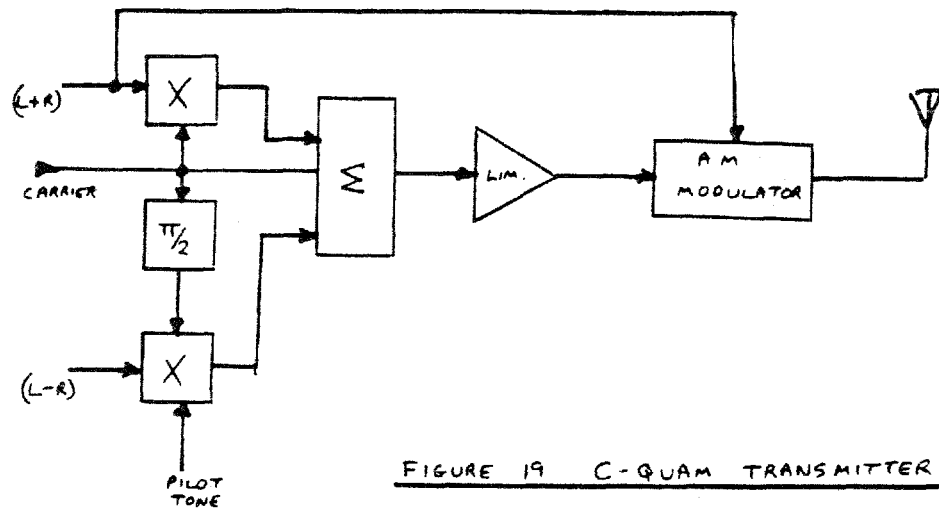 (L+R)
X
CARRIER
Σ
LIM.
AM
MODULATOR
π/2
(L-R)
X
PILOT
TONE
FIGURE 19 C-QUAM TRANSMITTER